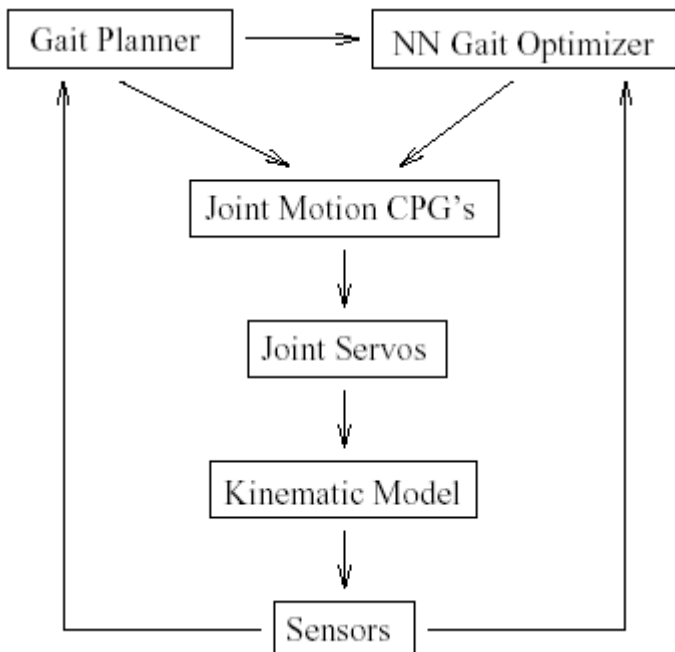 Gait Planner
NN Gait Optimizer
Joint Motion CPG's
Joint Servos
Kinematic Model
Sensors